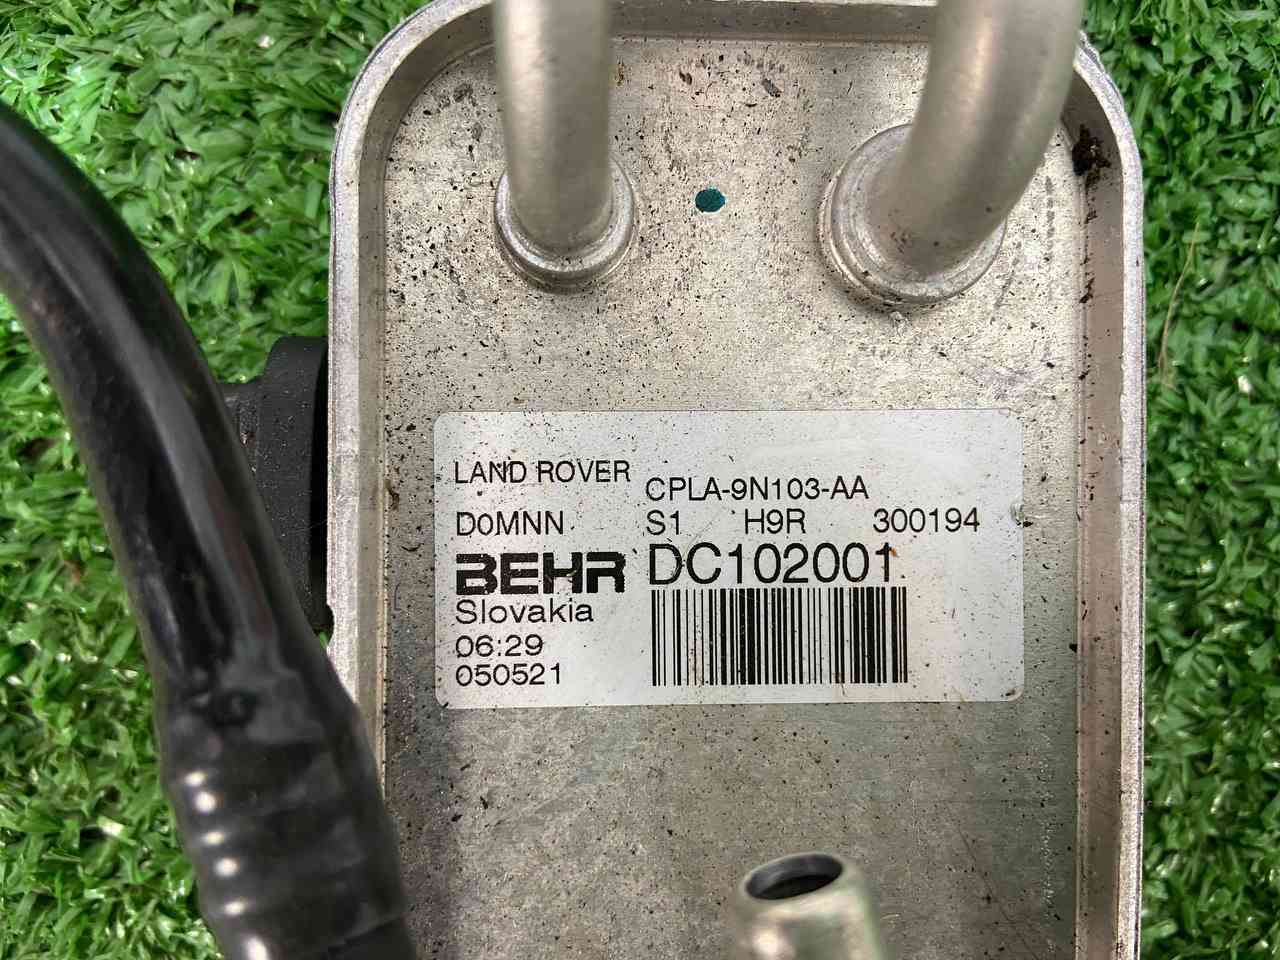 LAND ROVER CPLA-9N103-AA
D0MNN S1 H9R 300194
BEHR DC102001
Slovakia
06:29
050521